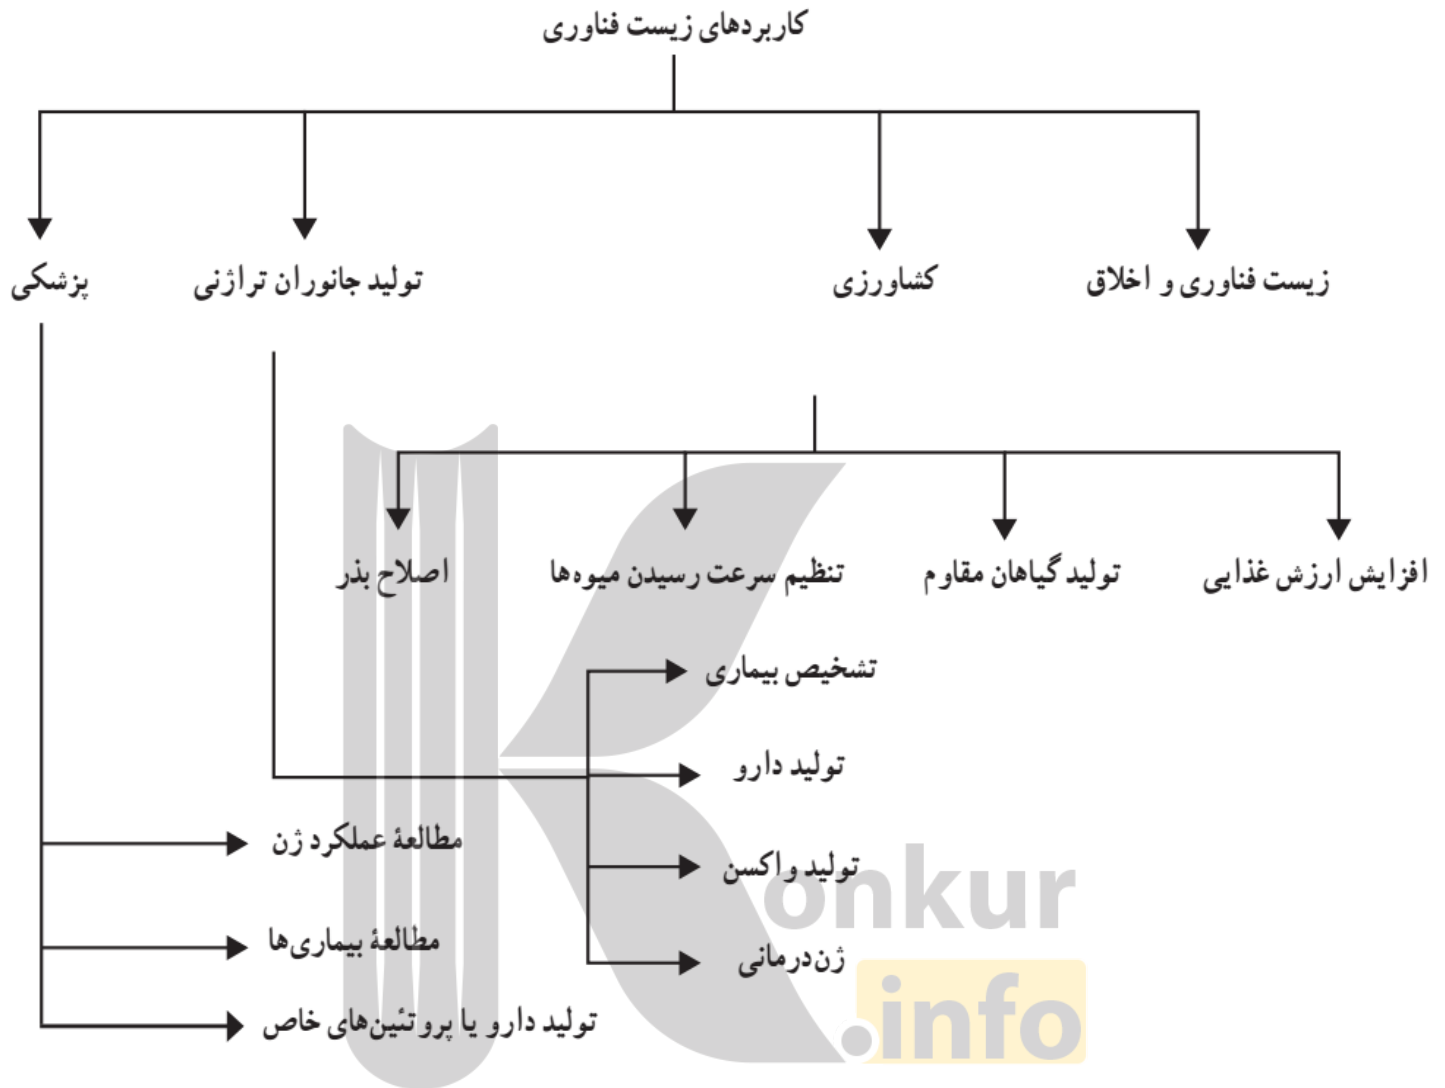 کاربردهای زیست فناوری
زیست فناوری و اخلاق
کشاورزی
تولید جانوران تراژنی
پزشکی
افزایش ارزش غذایی
تولید گیاهان مقاوم
تنظیم سرعت رسیدن میوه‌ها
اصلاح بذر
تشخیص بیماری
تولید دارو
تولید واکسن
ژن‌درمانی
مطالعهٔ عملکرد ژن
مطالعهٔ بیماری‌ها
تولید دارو یا پروتئین‌های خاص
Konkur
.info